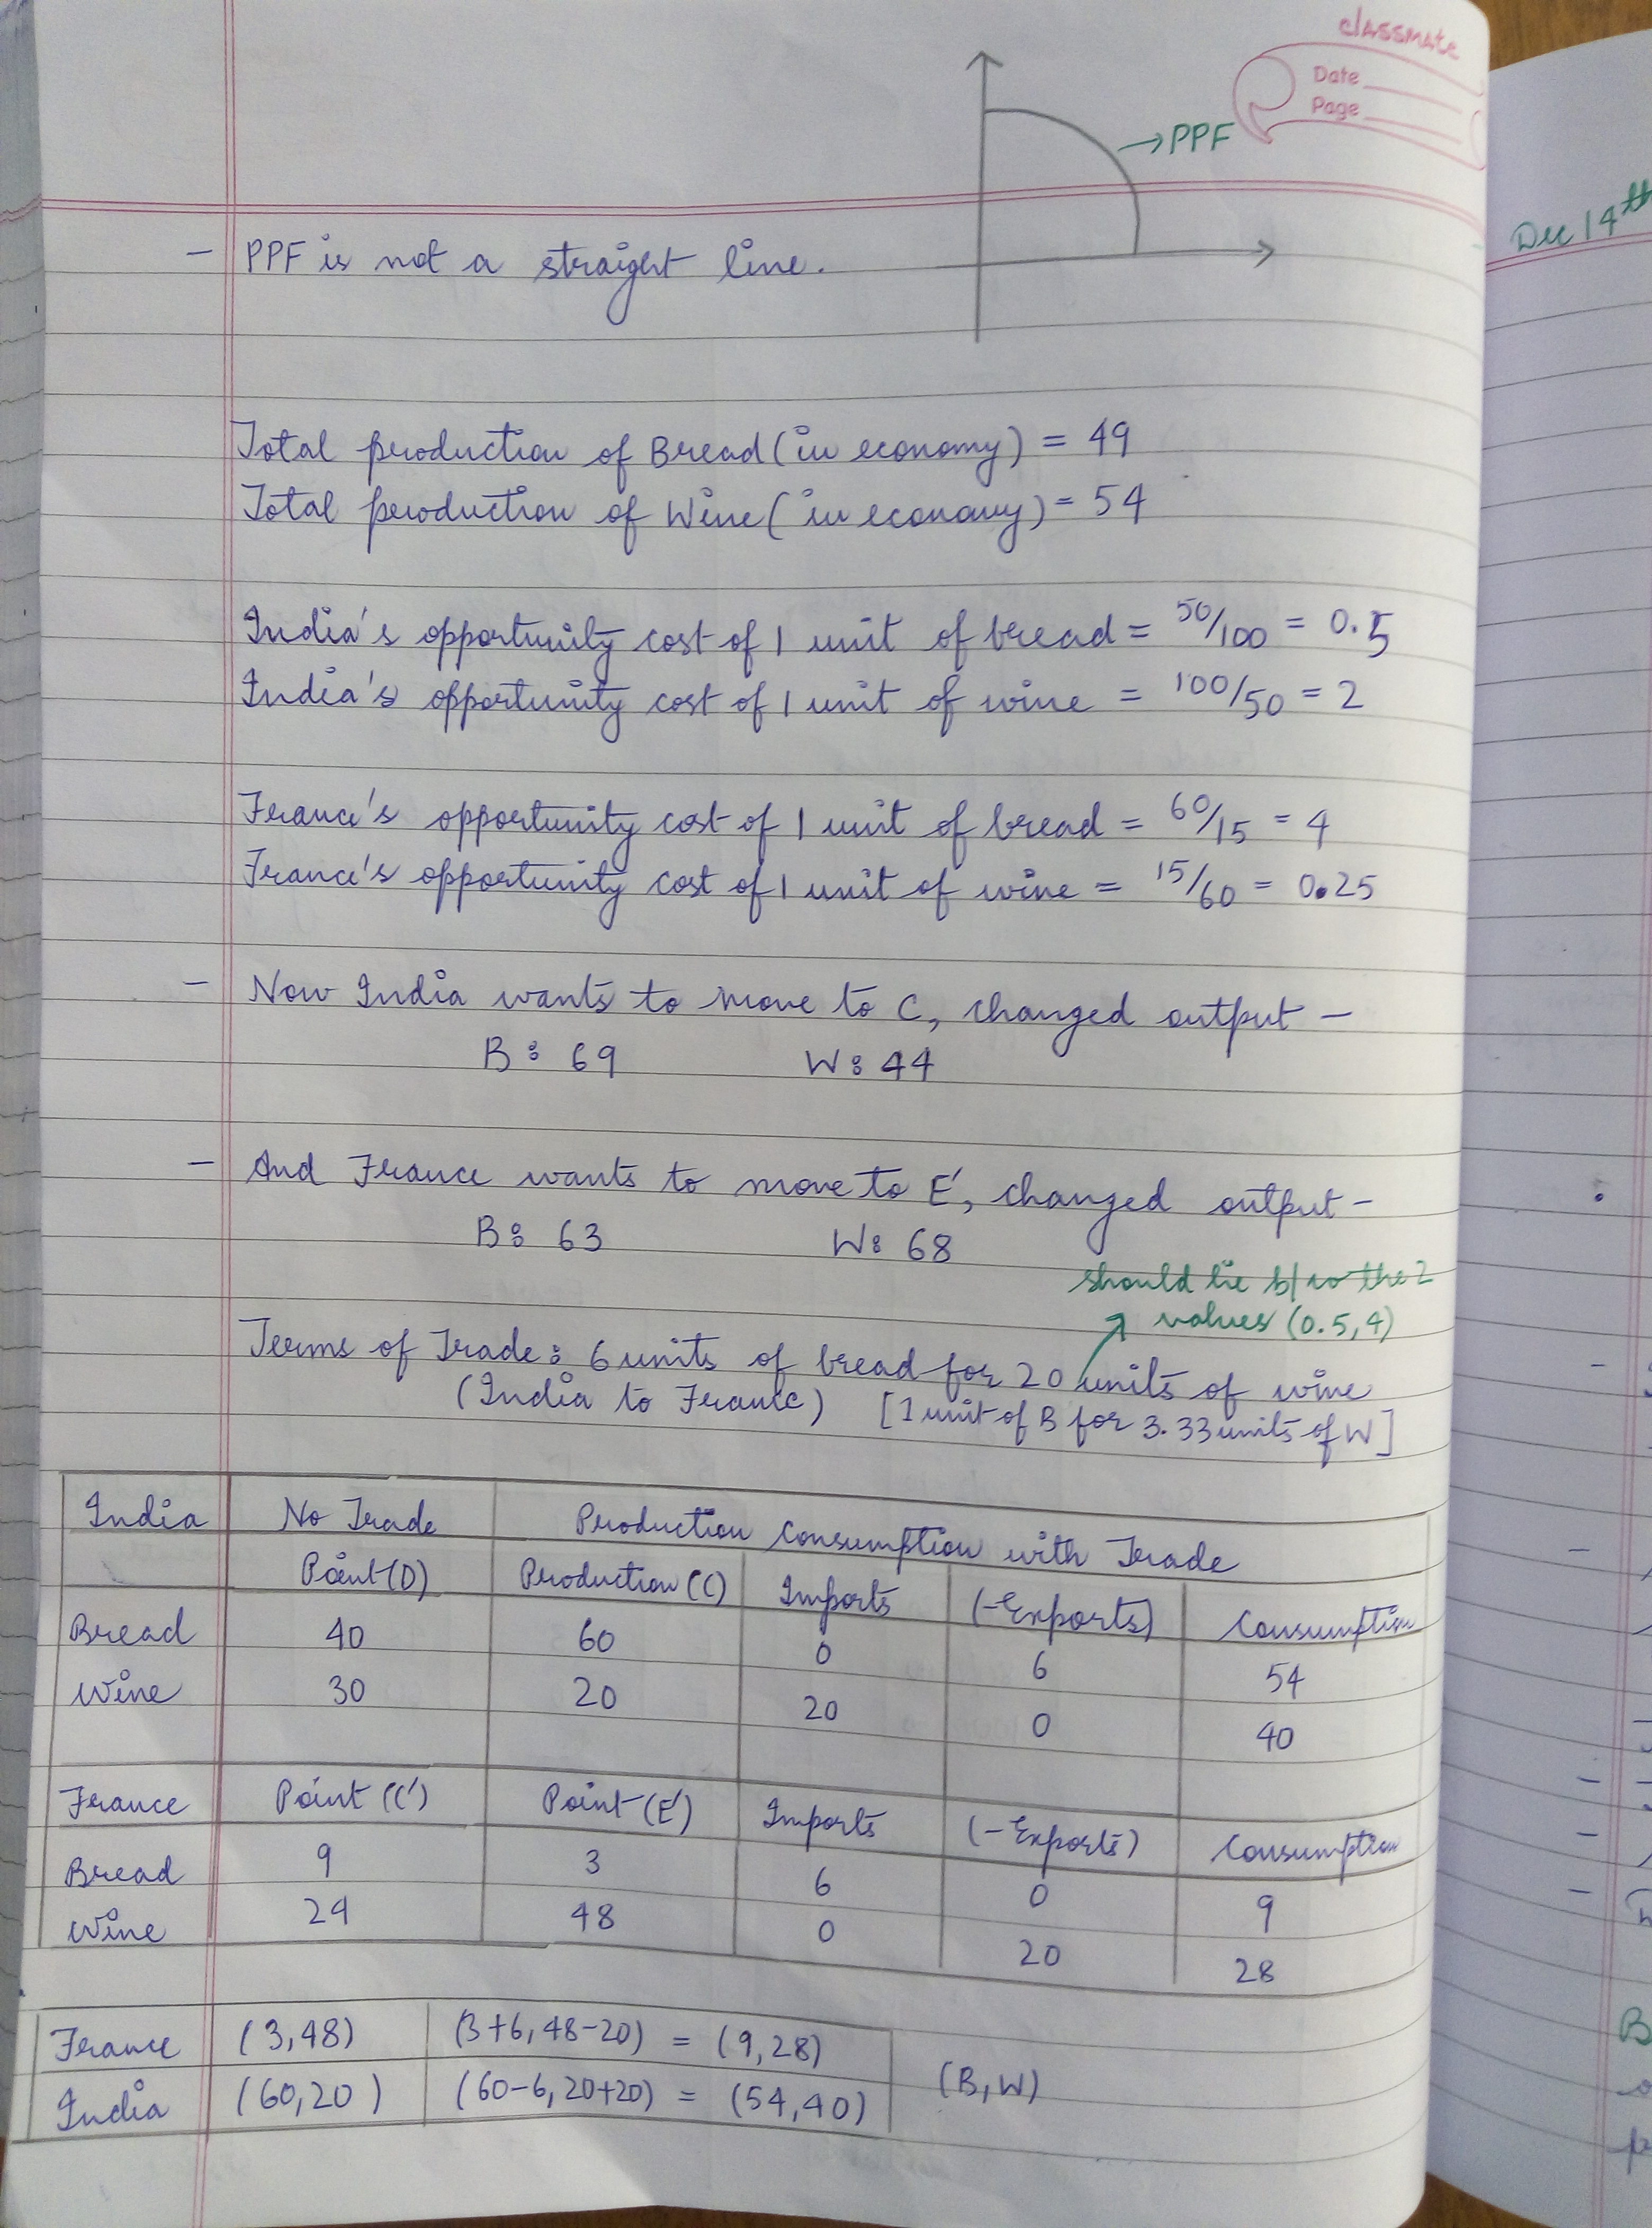 classmate
Date
Page
→PPF
Dec 14th
- PPF is not a straight line.
Total production of Bread (in economy) = 49
Total production of Wine (in economy) = 54
India's opportunity cost of 1 unit of bread = 50/100 = 0.5
India's opportunity cost of 1 unit of wine = 100/50 = 2
France's opportunity cost of 1 unit of bread = 60/15 = 4
France's opportunity cost of 1 unit of wine = 15/60 = 0.25
- Now India wants to move to C, changed output -
B: 69 W: 44
- And France wants to move to E', changed output -
B: 63 W: 68
should lie b/w the 2
values (0.5, 4)
Terms of Trade: 6 units of bread for 20 units of wine
(India to France) [1 unit of B for 3.33 units of W]
India No Trade Production Consumption with Trade
Point (D) Production (C) Imports (-Exports) Consumption
Bread 40 60 0 6 54
Wine 30 20 20 0 40
France Point (C') Point (E') Imports (-Exports) Consumption
Bread 9 3 6 0 9
Wine 24 48 0 20 28
France (3,48) (3+6, 48-20) = (9,28)
India (60,20) (60-6, 20+20) = (54,40) (B,W)